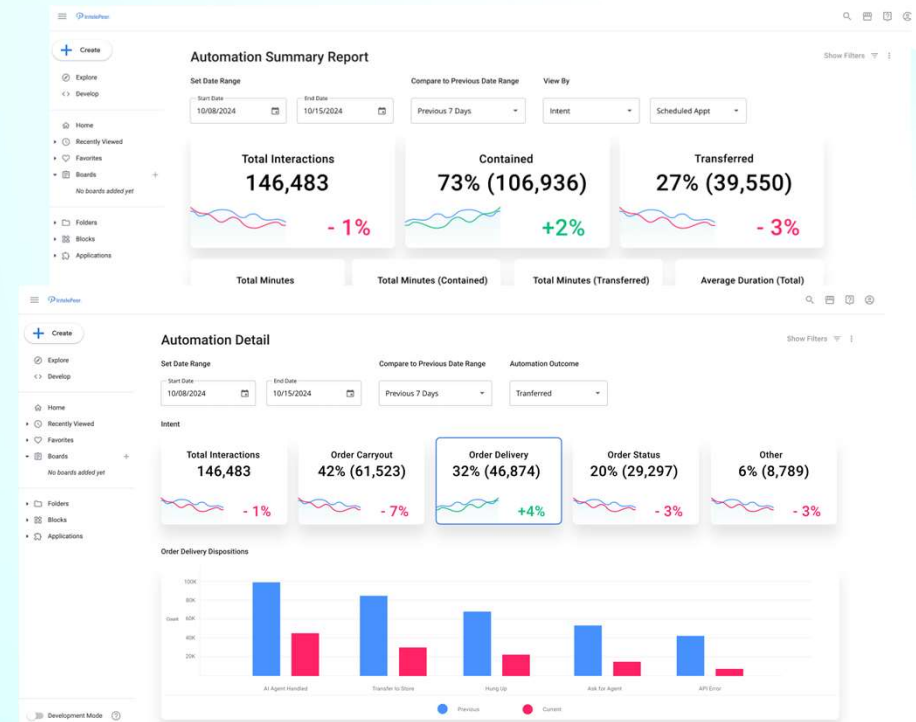 IntelePeer
Create
Explore
Develop
Home
Recently Viewed
Favorites
Boards +
No boards added yet
Folders
Blocks
Applications
Automation Summary Report
Show Filters
Set Date Range
Compare to Previous Date Range
View By
Start Date
10/08/2024
End Date
10/15/2024
Previous 7 Days
Intent
Scheduled Appt
Total Interactions
146,483
- 1%
Contained
73% (106,936)
+2%
Transferred
27% (39,550)
- 3%
Total Minutes
Total Minutes (Contained)
Total Minutes (Transferred)
Average Duration (Total)
IntelePeer
Create
Explore
Develop
Home
Recently Viewed
Favorites
Boards +
No boards added yet
Folders
Blocks
Applications
Development Mode
Automation Detail
Show Filters
Set Date Range
Compare to Previous Date Range
Automation Outcome
Start Date
10/08/2024
End Date
10/15/2024
Previous 7 Days
Tranferred
Intent
Total Interactions
146,483
- 1%
Order Carryout
42% (61,523)
- 7%
Order Delivery
32% (46,874)
+4%
Order Status
20% (29,297)
- 3%
Other
6% (8,789)
- 3%
Order Delivery Dispositions
100K
80K
Count
60K
40K
20K
AI Agent Handled
Transfer to Store
Hung Up
Ask for Agent
API Error
Previous
Current